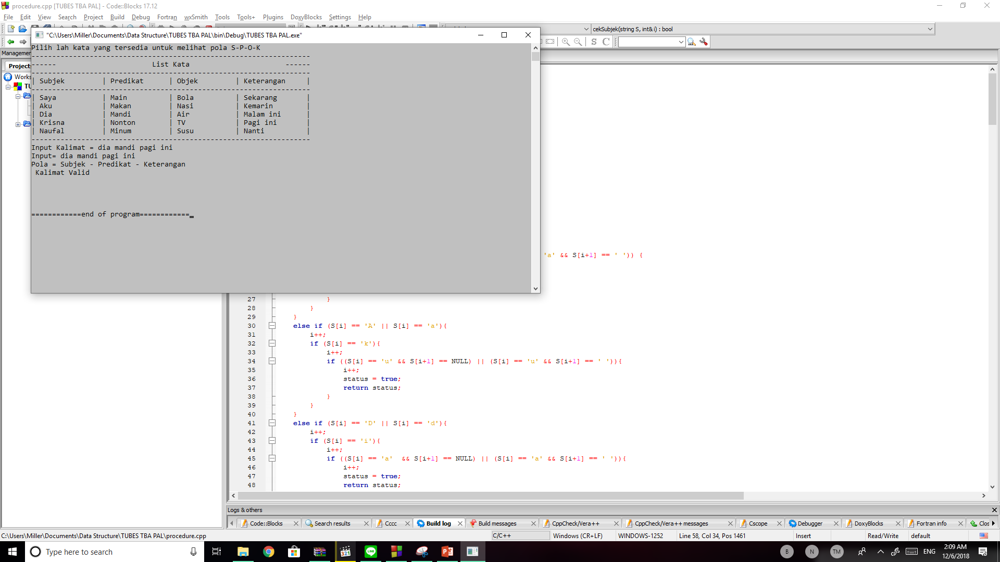 procedure.cpp [TUBES TBA PAL] - Code::Blocks 17.12
File Edit View Search Project Build Debug Fortran wxSmith Tools Tools+ Plugins DoxyBlocks Settings Help
cekSubjek(string S, int& i) : bool
"C:\Users\Miller\Documents\Data Structure\TUBES TBA PAL\bin\Debug\TUBES TBA PAL.exe"
S C
Management
Projects
Works
TU
Pilih lah kata yang tersedia untuk melihat pola S-P-O-K
-------------------------------------------------------------------
------ List Kata ------
-------------------------------------------------------------------
| Subjek | Predikat | Objek | Keterangan |
-------------------------------------------------------------------
| Saya | Main | Bola | Sekarang |
| Aku | Makan | Nasi | Kemarin |
| Dia | Mandi | Air | Malam ini |
| Krisna | Nonton | TV | Pagi ini |
| Naufal | Minum | Susu | Nanti |
-------------------------------------------------------------------
Input Kalimat = dia mandi pagi ini
Input= dia mandi pagi ini
Pola = Subjek - Predikat - Keterangan
Kalimat Valid
============end of program============_
'a' && S[i+1] == ' ')) {
27 }
28 }
29 }
30 else if (S[i] == 'A' || S[i] == 'a'){
31 i++;
32 if (S[i] == 'k'){
33 i++;
34 if ((S[i] == 'u' && S[i+1] == NULL) || (S[i] == 'u' && S[i+1] == ' ')){
35 i++;
36 status = true;
37 return status;
38 }
39 }
40 }
41 else if (S[i] == 'D' || S[i] == 'd'){
42 i++;
43 if (S[i] == 'i'){
44 i++;
45 if ((S[i] == 'a'  && S[i+1] == NULL) || (S[i] == 'a' && S[i+1] == ' ')){
46 i++;
47 status = true;
48 return status;
Logs & others
Code::Blocks Search results Cccc Build log Build messages CppCheck/Vera++ CppCheck/Vera++ messages Cscope Debugger DoxyBlocks Fortran info Clos
C:\Users\Miller\Documents\Data Structure\TUBES TBA PAL\procedure.cpp C/C++ Windows (CR+LF) WINDOWS-1252 Line 58, Col 34, Pos 1461 Insert Read/Write default
Type here to search
321
LINE
B N TM
ENG
2:09 AM
12/6/2018